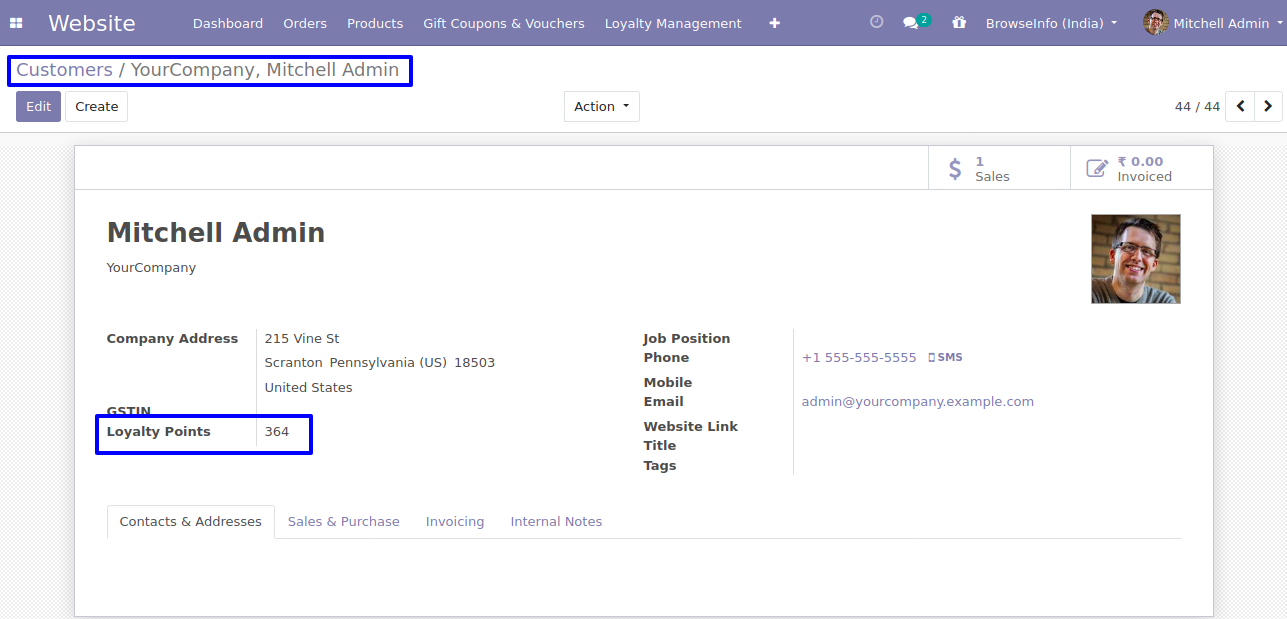 Website Dashboard Orders Products Gift Coupons & Vouchers Loyalty Management 2 BrowseInfo (India) Mitchell Admin
Customers / YourCompany, Mitchell Admin
Edit Create Action 44 / 44
$ 1 Sales
₹ 0.00 Invoiced
Mitchell Admin
YourCompany
Company Address 215 Vine St
Scranton Pennsylvania (US) 18503
United States
GSTIN
Loyalty Points 364
Job Position
Phone +1 555-555-5555 SMS
Mobile
Email admin@yourcompany.example.com
Website Link
Title
Tags
Contacts & Addresses Sales & Purchase Invoicing Internal Notes